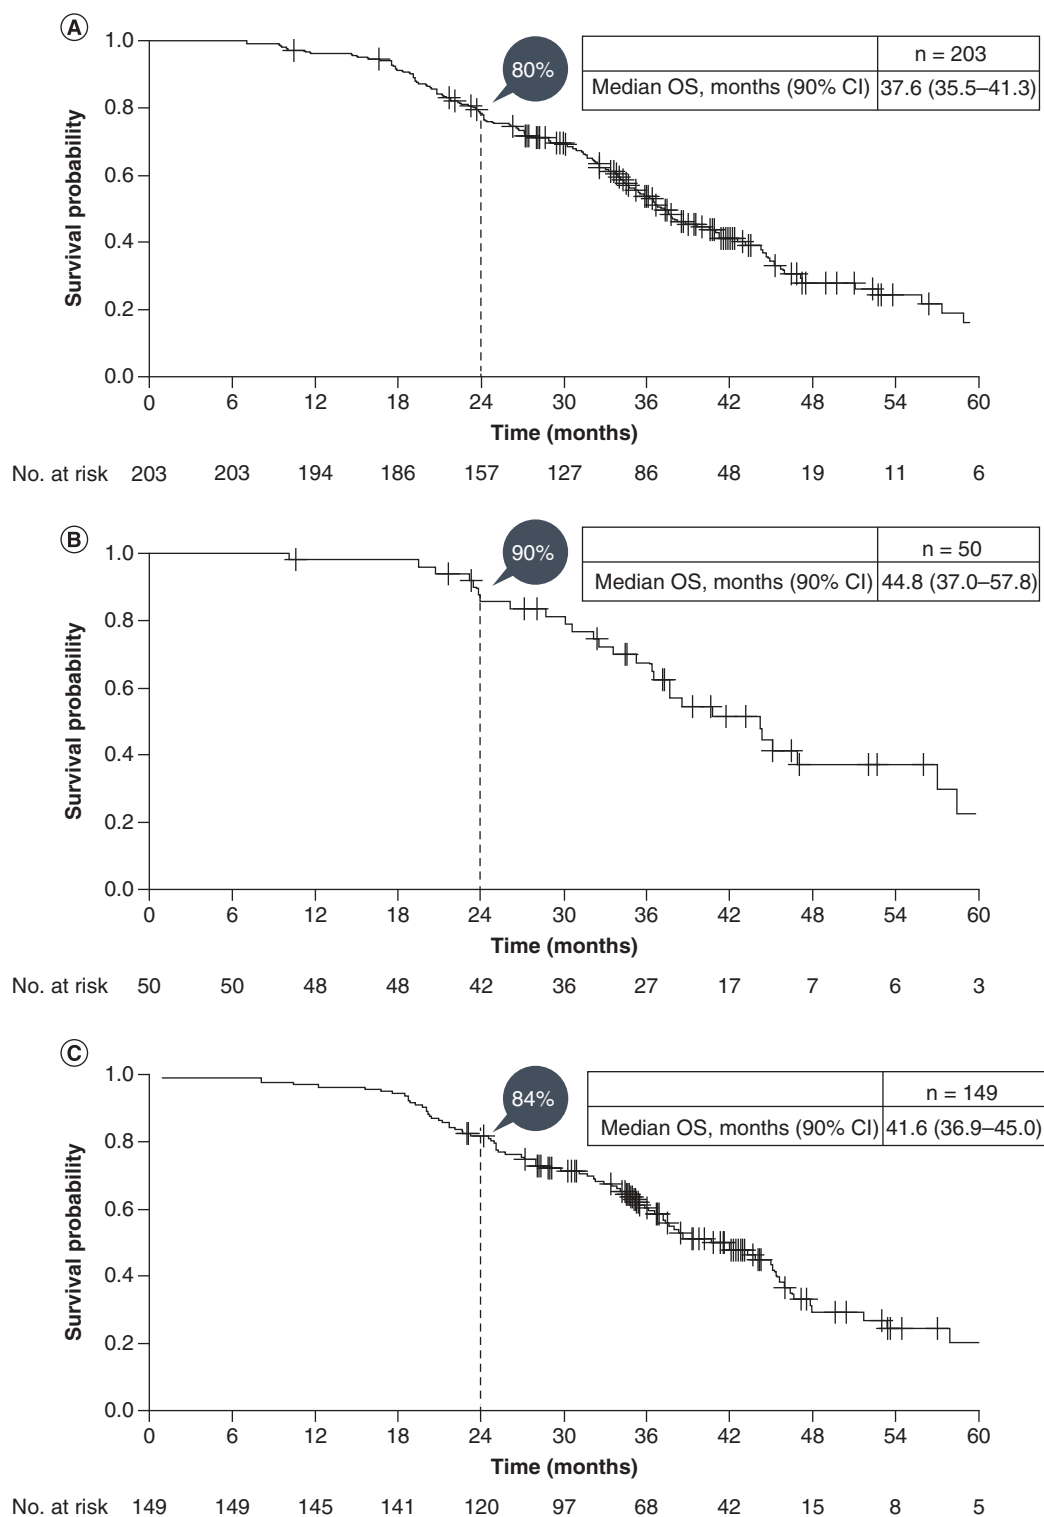 A
80%
n = 203
Median OS, months (90% CI) 37.6 (35.5–41.3)
Survival probability
1.0
0.8
0.6
0.4
0.2
0.0
0 6 12 18 24 30 36 42 48 54 60
Time (months)
No. at risk 203 203 194 186 157 127 86 48 19 11 6
B
90%
n = 50
Median OS, months (90% CI) 44.8 (37.0–57.8)
Survival probability
1.0
0.8
0.6
0.4
0.2
0.0
0 6 12 18 24 30 36 42 48 54 60
Time (months)
No. at risk 50 50 48 48 42 36 27 17 7 6 3
C
84%
n = 149
Median OS, months (90% CI) 41.6 (36.9–45.0)
Survival probability
1.0
0.8
0.6
0.4
0.2
0.0
0 6 12 18 24 30 36 42 48 54 60
Time (months)
No. at risk 149 149 145 141 120 97 68 42 15 8 5